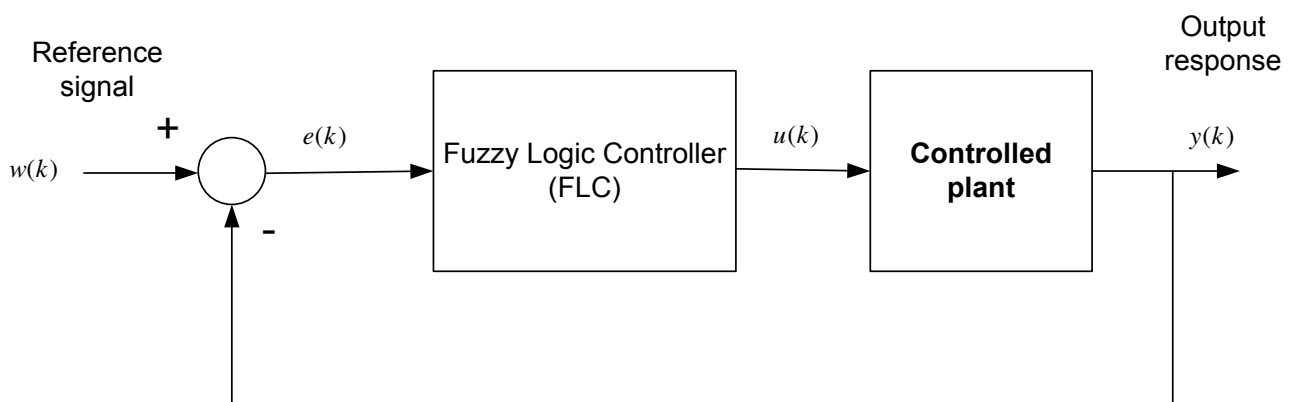 Reference
signal
+
w(k)
e(k)
-
Fuzzy Logic Controller
(FLC)
u(k)
Controlled
plant
Output
response
y(k)